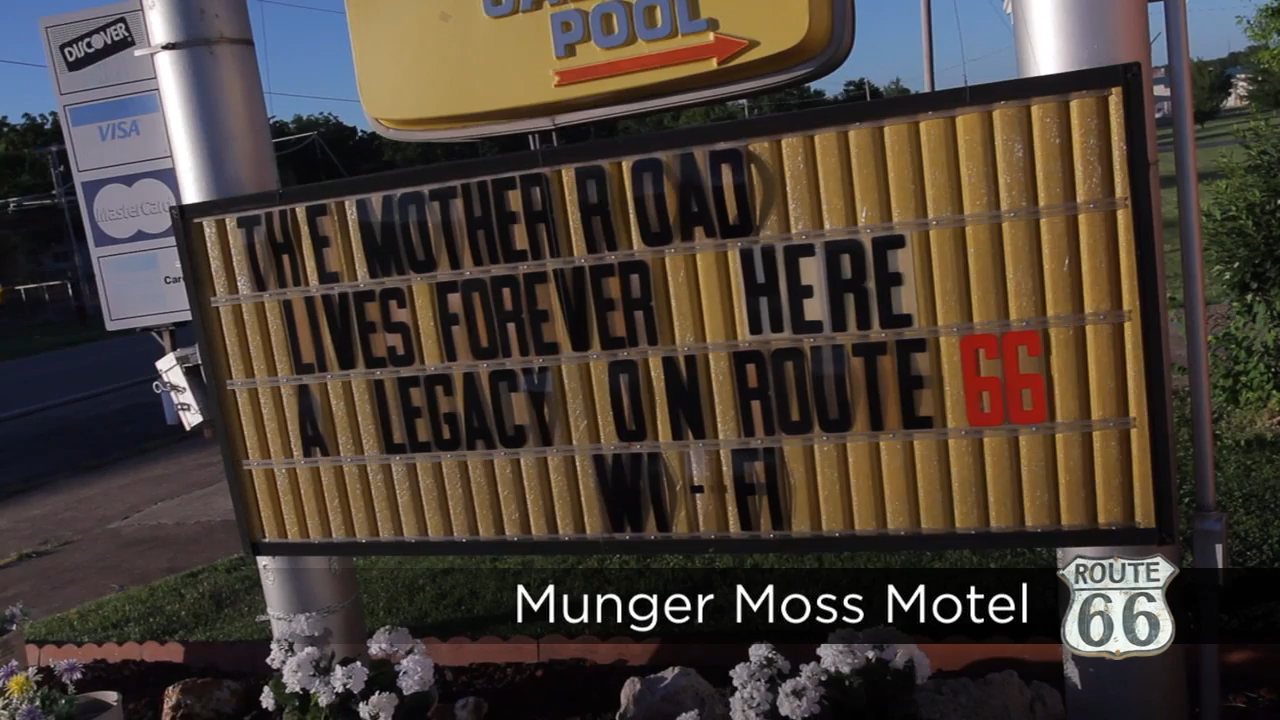 DISCOVER
VISA
MasterCard
POOL
THE MOTHER ROAD
LIVES FOREVER HERE
A LEGACY ON ROUTE 66
WI-FI
Munger Moss Motel
ROUTE
66